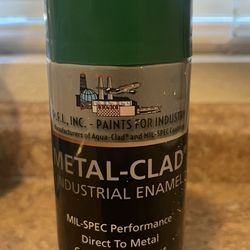 INC. - PAINTS FOR INDUSTRY
Manufacturers of Aqua-Clad® and MIL-SPEC Coatings
METAL-CLAD®
INDUSTRIAL ENAMEL
MIL-SPEC Performance
Direct To Metal